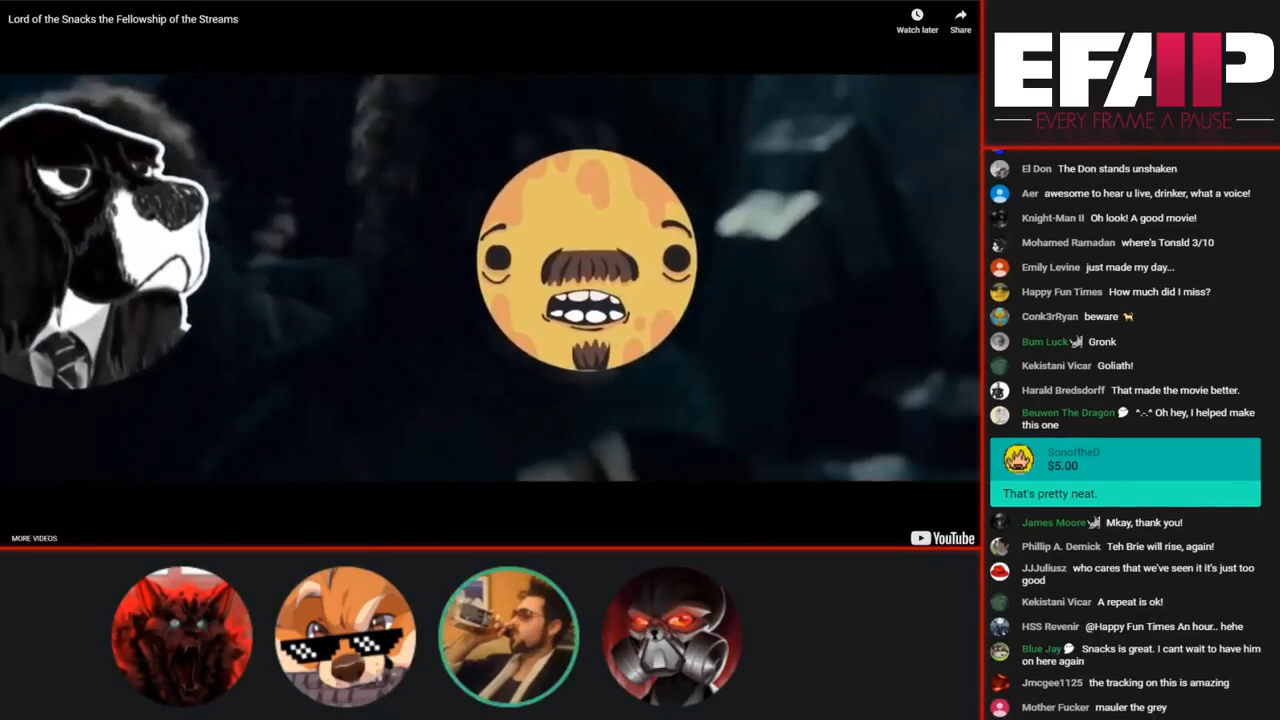 Lord of the Snacks the Fellowship of the Streams
Watch later
Share
MORE VIDEOS
YouTube
EFAP
EVERY FRAME A PAUSE
El Don The Don stands unshaken
Aer awesome to hear u live, drinker, what a voice!
Knight-Man II Oh look! A good movie!
Mohamed Ramadan where's Tonsld 3/10
Emily Levine just made my day...
Happy Fun Times How much did I miss?
Conk3rRyan beware
Bum Luck Gronk
Kekistani Vicar Goliath!
Harald Bredsdorff That made the movie better.
Beuwen The Dragon ^.-.^ Oh hey, I helped make
this one
SonoftheD
$5.00
That's pretty neat.
James Moore Mkay, thank you!
Phillip A. Demick Teh Brie will rise, again!
JJJuliusz who cares that we've seen it it's just too
good
Kekistani Vicar A repeat is ok!
HSS Revenir @Happy Fun Times An hour.. hehe
Blue Jay Snacks is great. I cant wait to have him
on here again
Jmcgee1125 the tracking on this is amazing
Mother Fucker mauler the grey